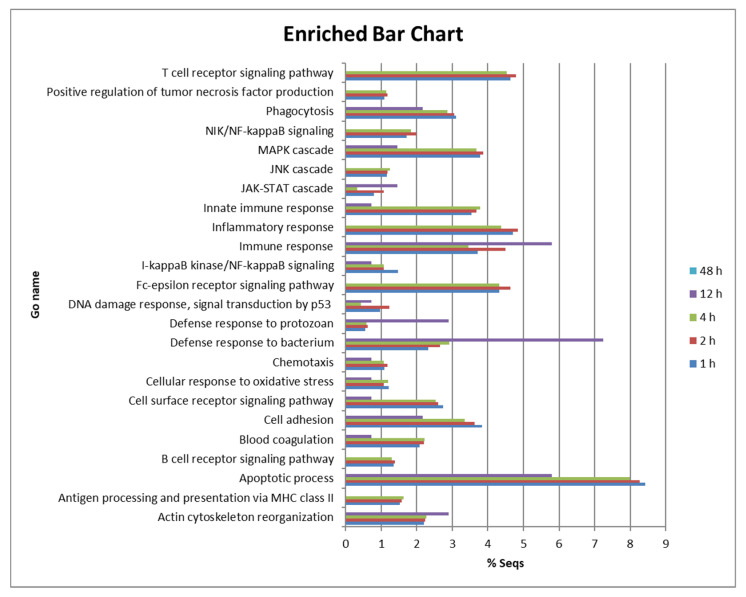 Enriched Bar Chart
T cell receptor signaling pathway
Positive regulation of tumor necrosis factor production
Phagocytosis
NIK/NF-kappaB signaling
MAPK cascade
JNK cascade
JAK-STAT cascade
Innate immune response
Inflammatory response
Immune response
I-kappaB kinase/NF-kappaB signaling
Fc-epsilon receptor signaling pathway
DNA damage response, signal transduction by p53
Defense response to protozoan
Defense response to bacterium
Chemotaxis
Cellular response to oxidative stress
Cell surface receptor signaling pathway
Cell adhesion
Blood coagulation
B cell receptor signaling pathway
Apoptotic process
Antigen processing and presentation via MHC class II
Actin cytoskeleton reorganization
Go name
0 1 2 3 4 5 6 7 8 9
% Seqs
48 h
12 h
4 h
2 h
1 h